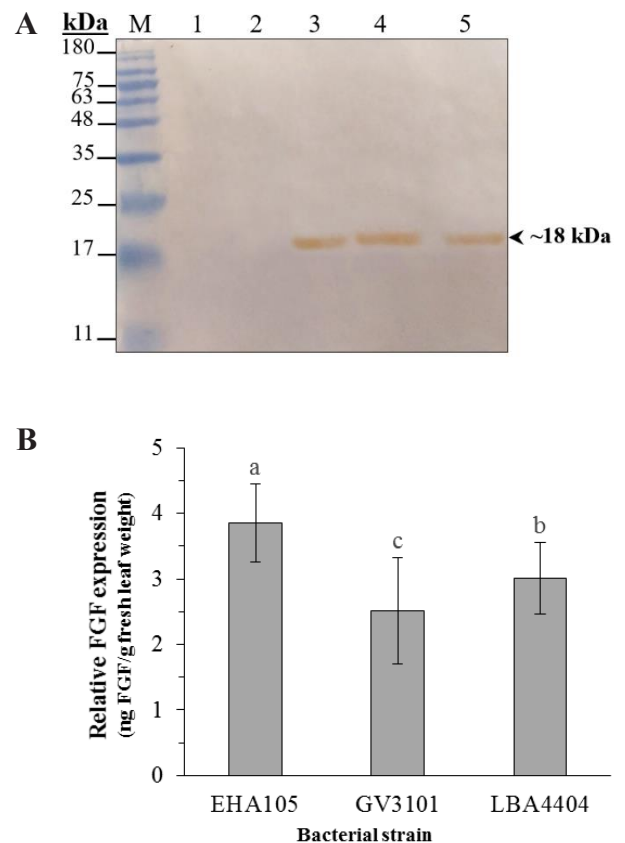 A kDa M 1 2 3 4 5
180
75
63
48
35
25
17
11
~18 kDa
B
5
4
3
2
1
0
a
c
b
Relative FGF expression
(ng FGF/g fresh leaf weight)
EHA105 GV3101 LBA4404
Bacterial strain